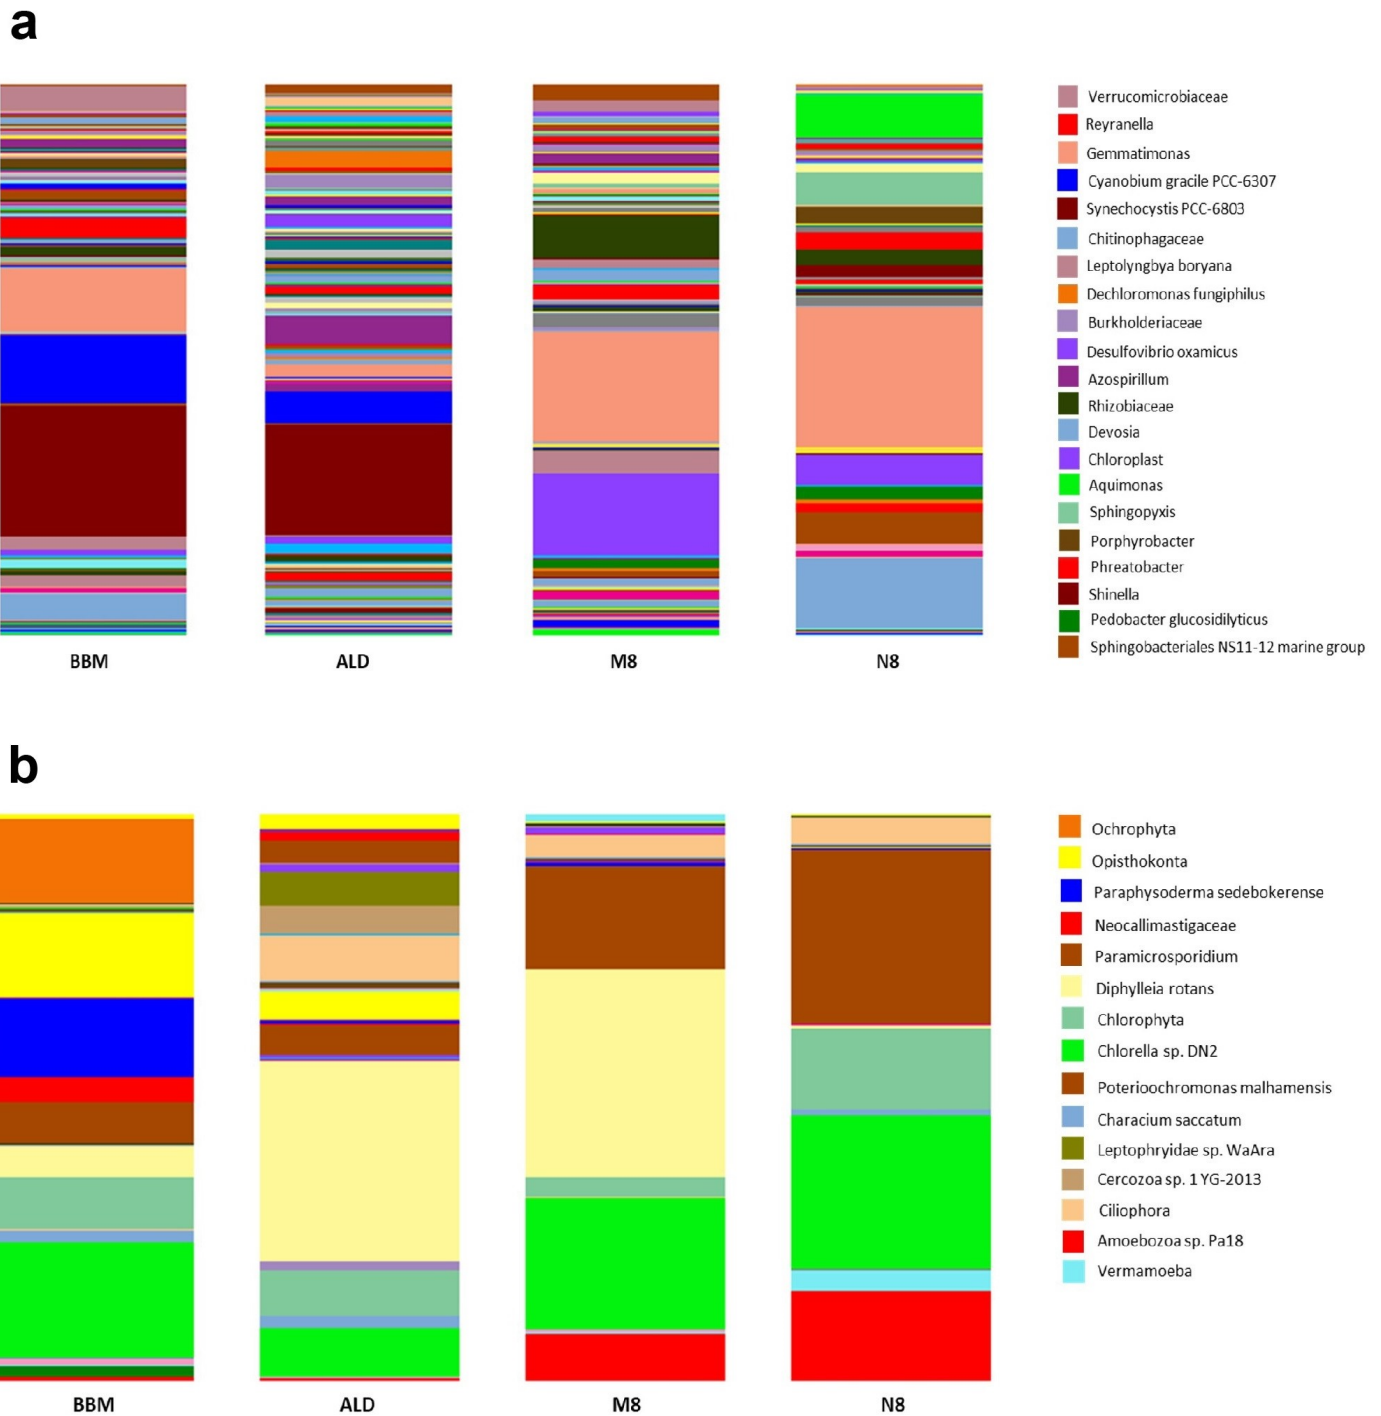 a
Verrucomicrobiaceae
Reyranella
Gemmatimonas
Cyanobium gracile PCC-6307
Synechocystis PCC-6803
Chitinophagaceae
Leptolyngbya boryana
Dechloromonas fungiphilus
Burkholderiaceae
Desulfovibrio oxamicus
Azospirillum
Rhizobiaceae
Devosia
Chloroplast
Aquimonas
Sphingopyxis
Porphyrobacter
Phreatobacter
Shinella
Pedobacter glucosidilyticus
Sphingobacteriales NS11-12 marine group
BBM ALD M8 N8
b
Ochrophyta
Opisthokonta
Paraphysoderma sedebokerense
Neocallimastigaceae
Paramicrosporidium
Diphylleia rotans
Chlorophyta
Chlorella sp. DN2
Poterioochromonas malhamensis
Characium saccatum
Leptophryidae sp. WaAra
Cercozoa sp. 1 YG-2013
Ciliophora
Amoebozoa sp. Pa18
Vermamoeba
BBM ALD M8 N8